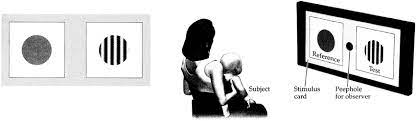 Subject
Reference
Test
Stimulus
card
Peephole
for observer